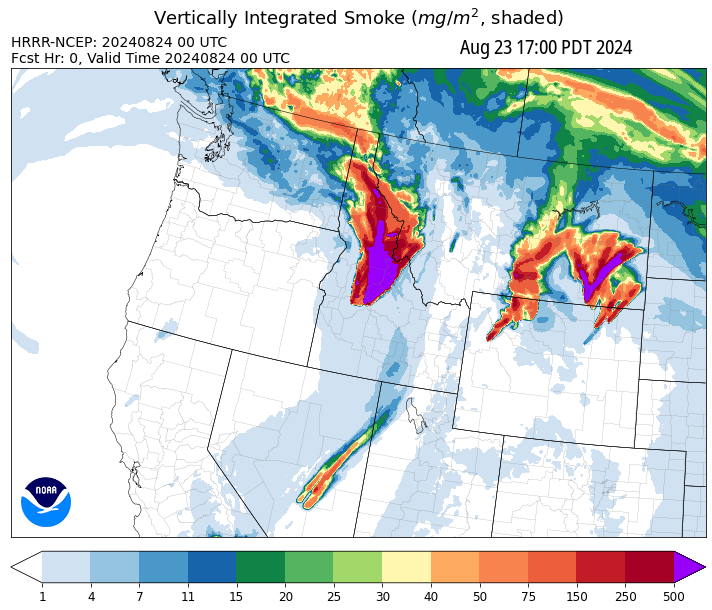 Vertically Integrated Smoke (mg/m², shaded)
HRRR-NCEP: 20240824 00 UTC
Fcst Hr: 0, Valid Time 20240824 00 UTC
Aug 23 17:00 PDT 2024
NOAA
1 4 7 11 15 20 25 30 40 50 75 150 250 500